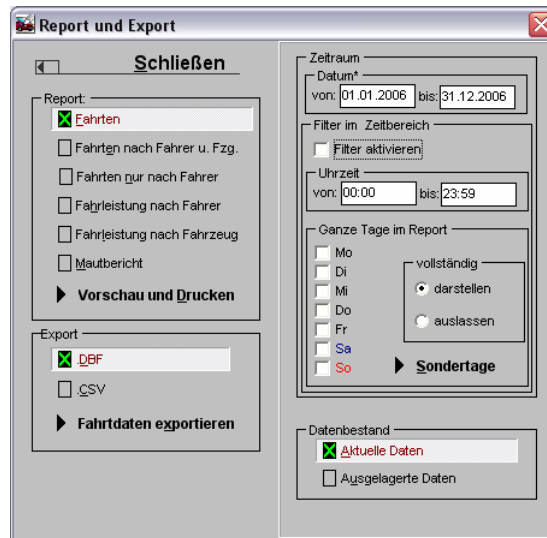 Report und Export
Schließen
Report:
Fahrten
Fahrten nach Fahrer u. Fzg.
Fahrten nur nach Fahrer
Fahrleistung nach Fahrer
Fahrleistung nach Fahrzeug
Mautbericht
Vorschau und Drucken
Export
.DBF
.CSV
Fahrtdaten exportieren
Zeitraum
Datum*
von: 01.01.2006 bis: 31.12.2006
Filter im Zeitbereich
Filter aktivieren
Uhrzeit
von: 00:00 bis: 23:59
Ganze Tage im Report
Mo
Di
Mi
Do
Fr
Sa
So
vollständig
darstellen
auslassen
Sondertage
Datenbestand
Aktuelle Daten
Ausgelagerte Daten